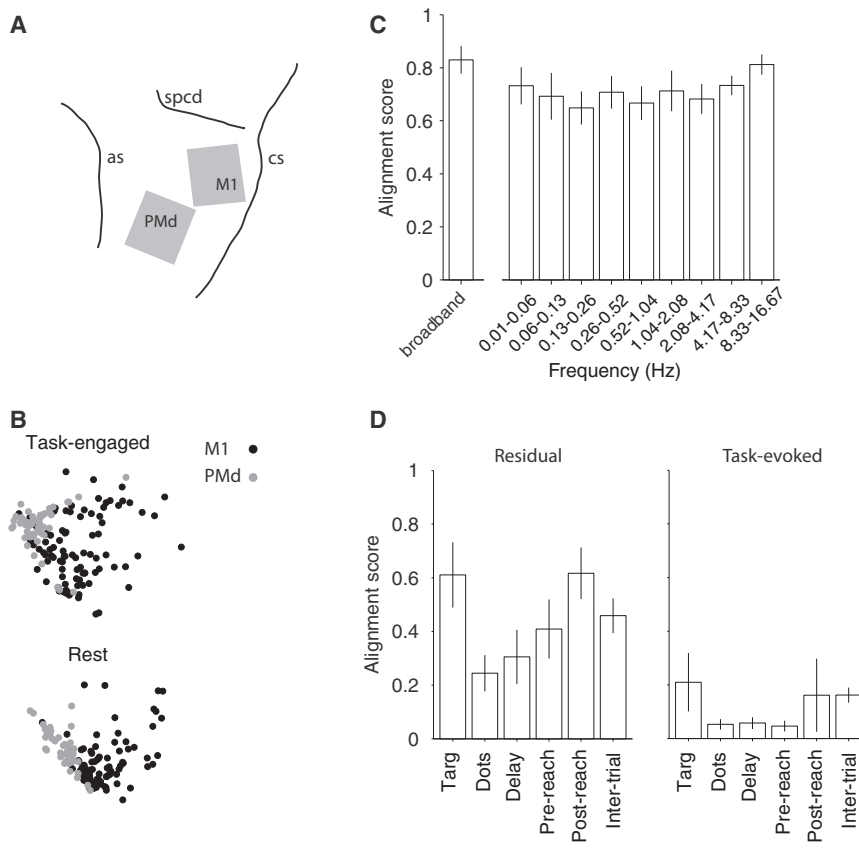 A
spcd
as
cs
M1
PMd
C
1
0.8
0.6
0.4
0.2
0
Alignment score
broadband
0.01-0.06
0.06-0.13
0.13-0.26
0.26-0.52
0.52-1.04
1.04-2.08
2.08-4.17
4.17-8.33
8.33-16.67
Frequency (Hz)
B
Task-engaged
M1
PMd
Rest
D
Residual
Task-evoked
1
0.8
0.6
0.4
0.2
0
Alignment score
Targ
Dots
Delay
Pre-reach
Post-reach
Inter-trial
Targ
Dots
Delay
Pre-reach
Post-reach
Inter-trial